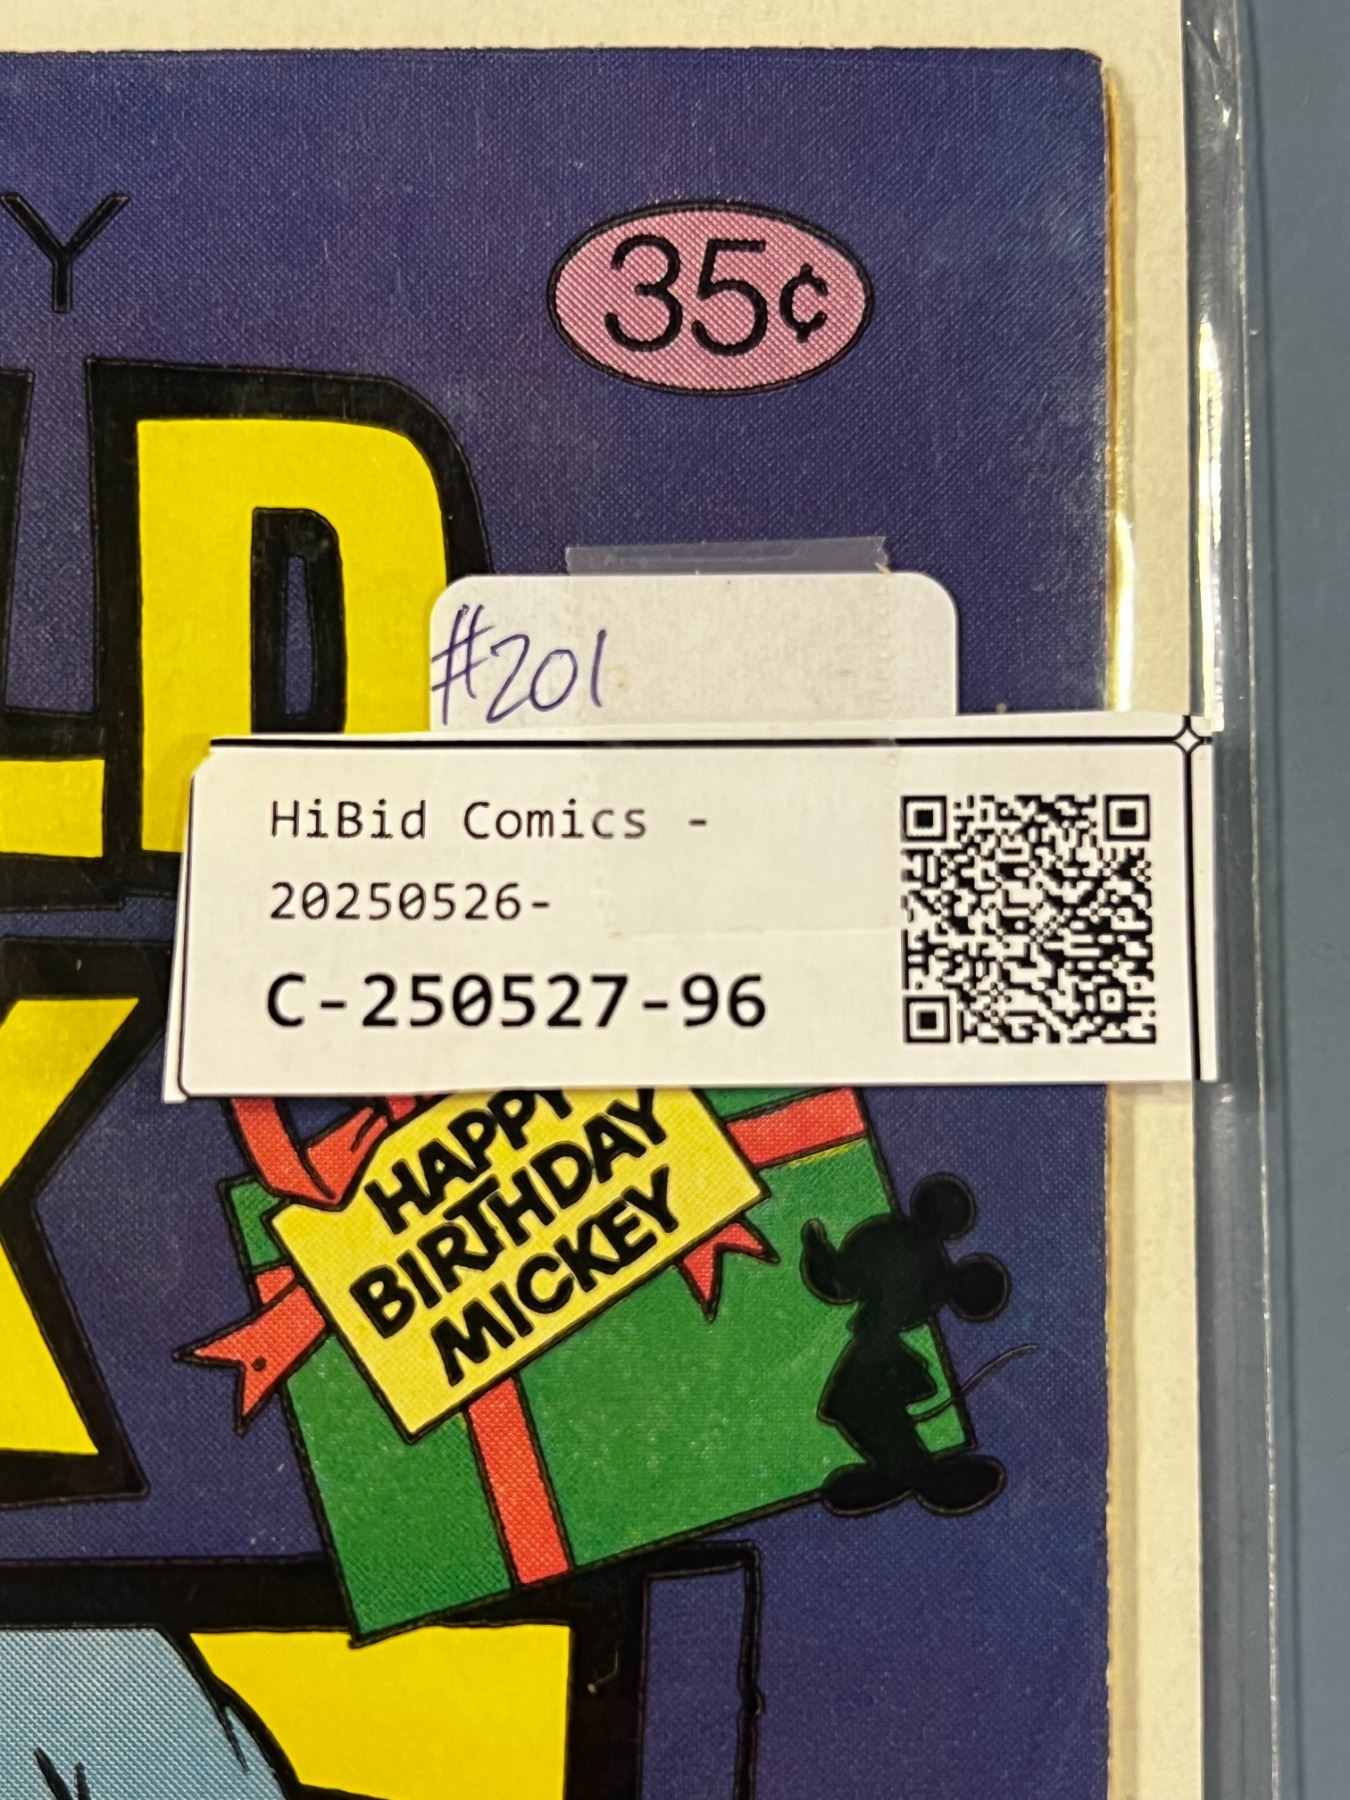 Y
35¢
D
#201
HiBid Comics -
20250526-
C-250527-96
K
HAPPY
BIRTHDAY
MICKEY